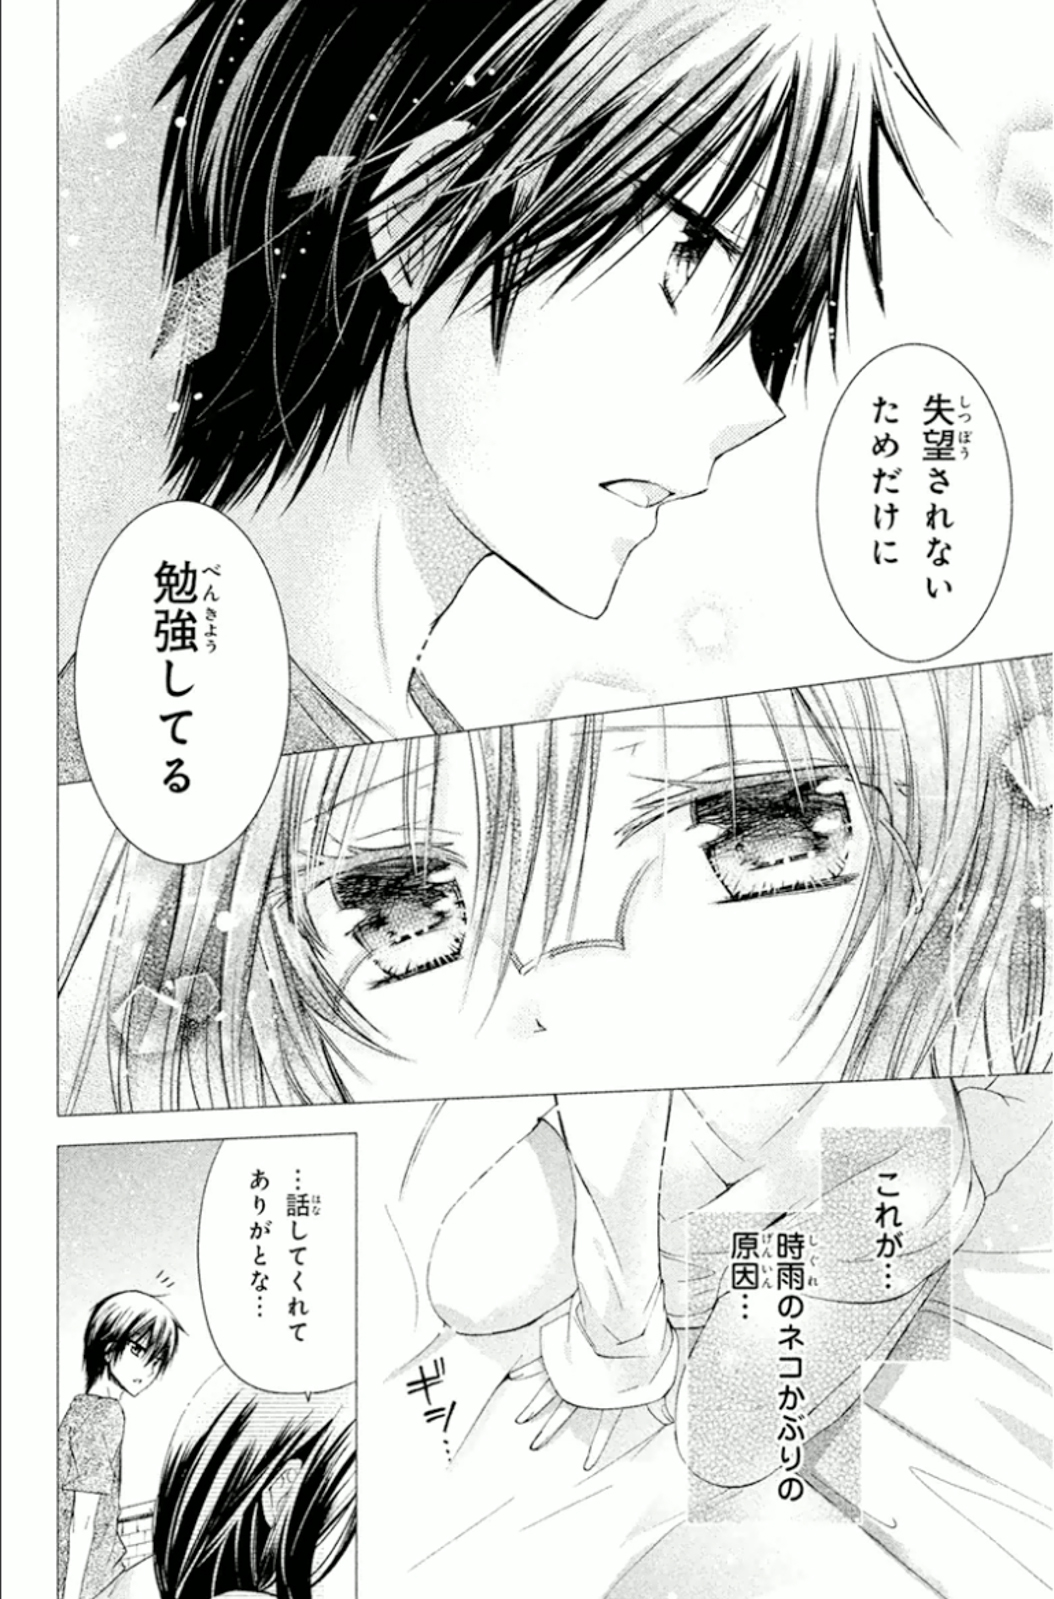 失望されない
ためだけに
勉強してる
これが…
時雨のネコかぶりの
原因…
ギシ…
…話してくれて
ありがとな…